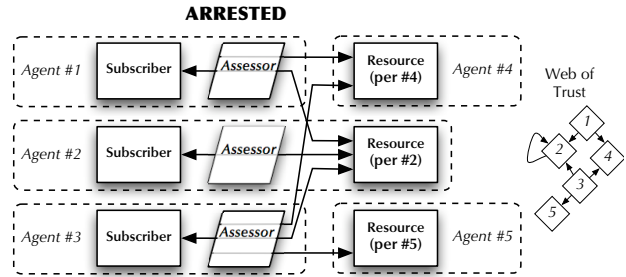 ARRESTED
Agent #1
Subscriber
Assessor
Resource
(per #4)
Agent #4
Agent #2
Subscriber
Assessor
Resource
(per #2)
Agent #3
Subscriber
Assessor
Resource
(per #5)
Agent #5
Web of
Trust
1
2
4
3
5